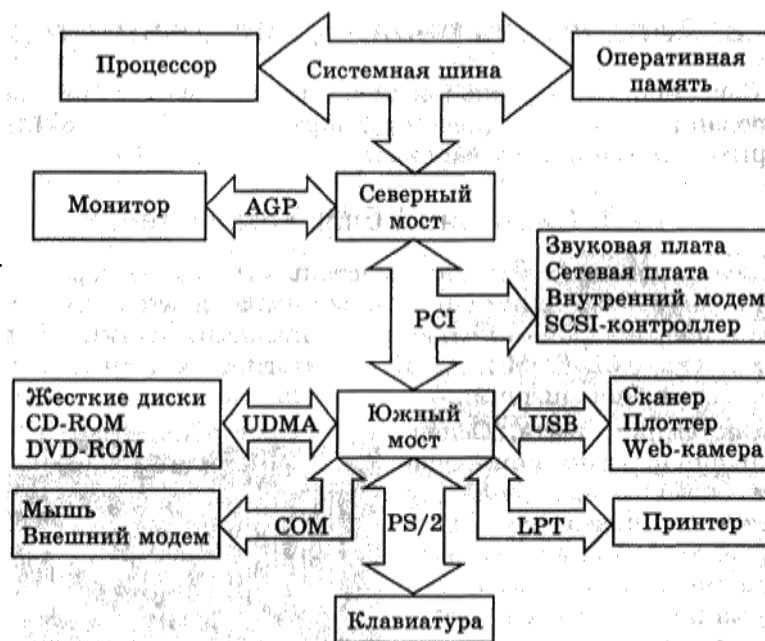 Процессор
Системная шина
Оперативная
память
Монитор
AGP
Северный
мост
Звуковая плата
Сетевая плата
Внутренний модем
SCSI-контроллер
PCI
Жесткие диски
CD-ROM
DVD-ROM
UDMA
Южный
мост
USB
Сканер
Плоттер
Web-камера
Мышь
Внешний модем
COM
PS/2
LPT
Принтер
Клавиатура